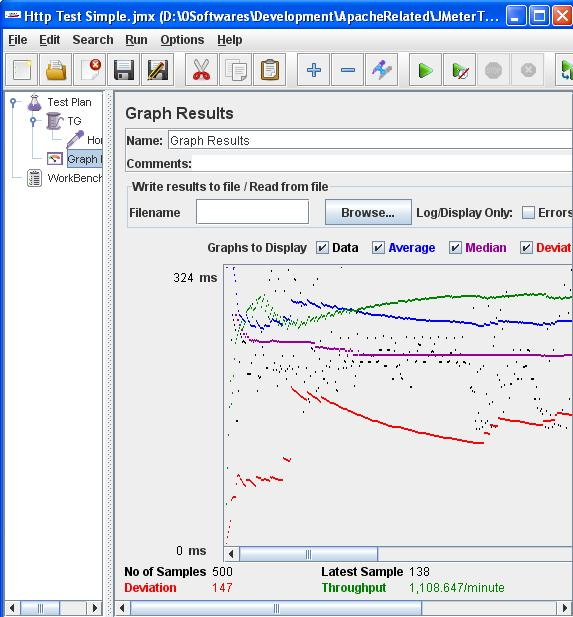 Http Test Simple.jmx (D:\0Softwares\Development\ApacheRelated\JMeterT...
File Edit Search Run Options Help
Test Plan
TG
Graph
WorkBench
Graph Results
Name: Graph Results
Comments:
Write results to file / Read from file
Filename Browse... Log/Display Only: Errors
Graphs to Display Data Average Median Deviat
324 ms
0 ms
No of Samples 500 Latest Sample 138
Deviation 147 Throughput 1,108.647/minute